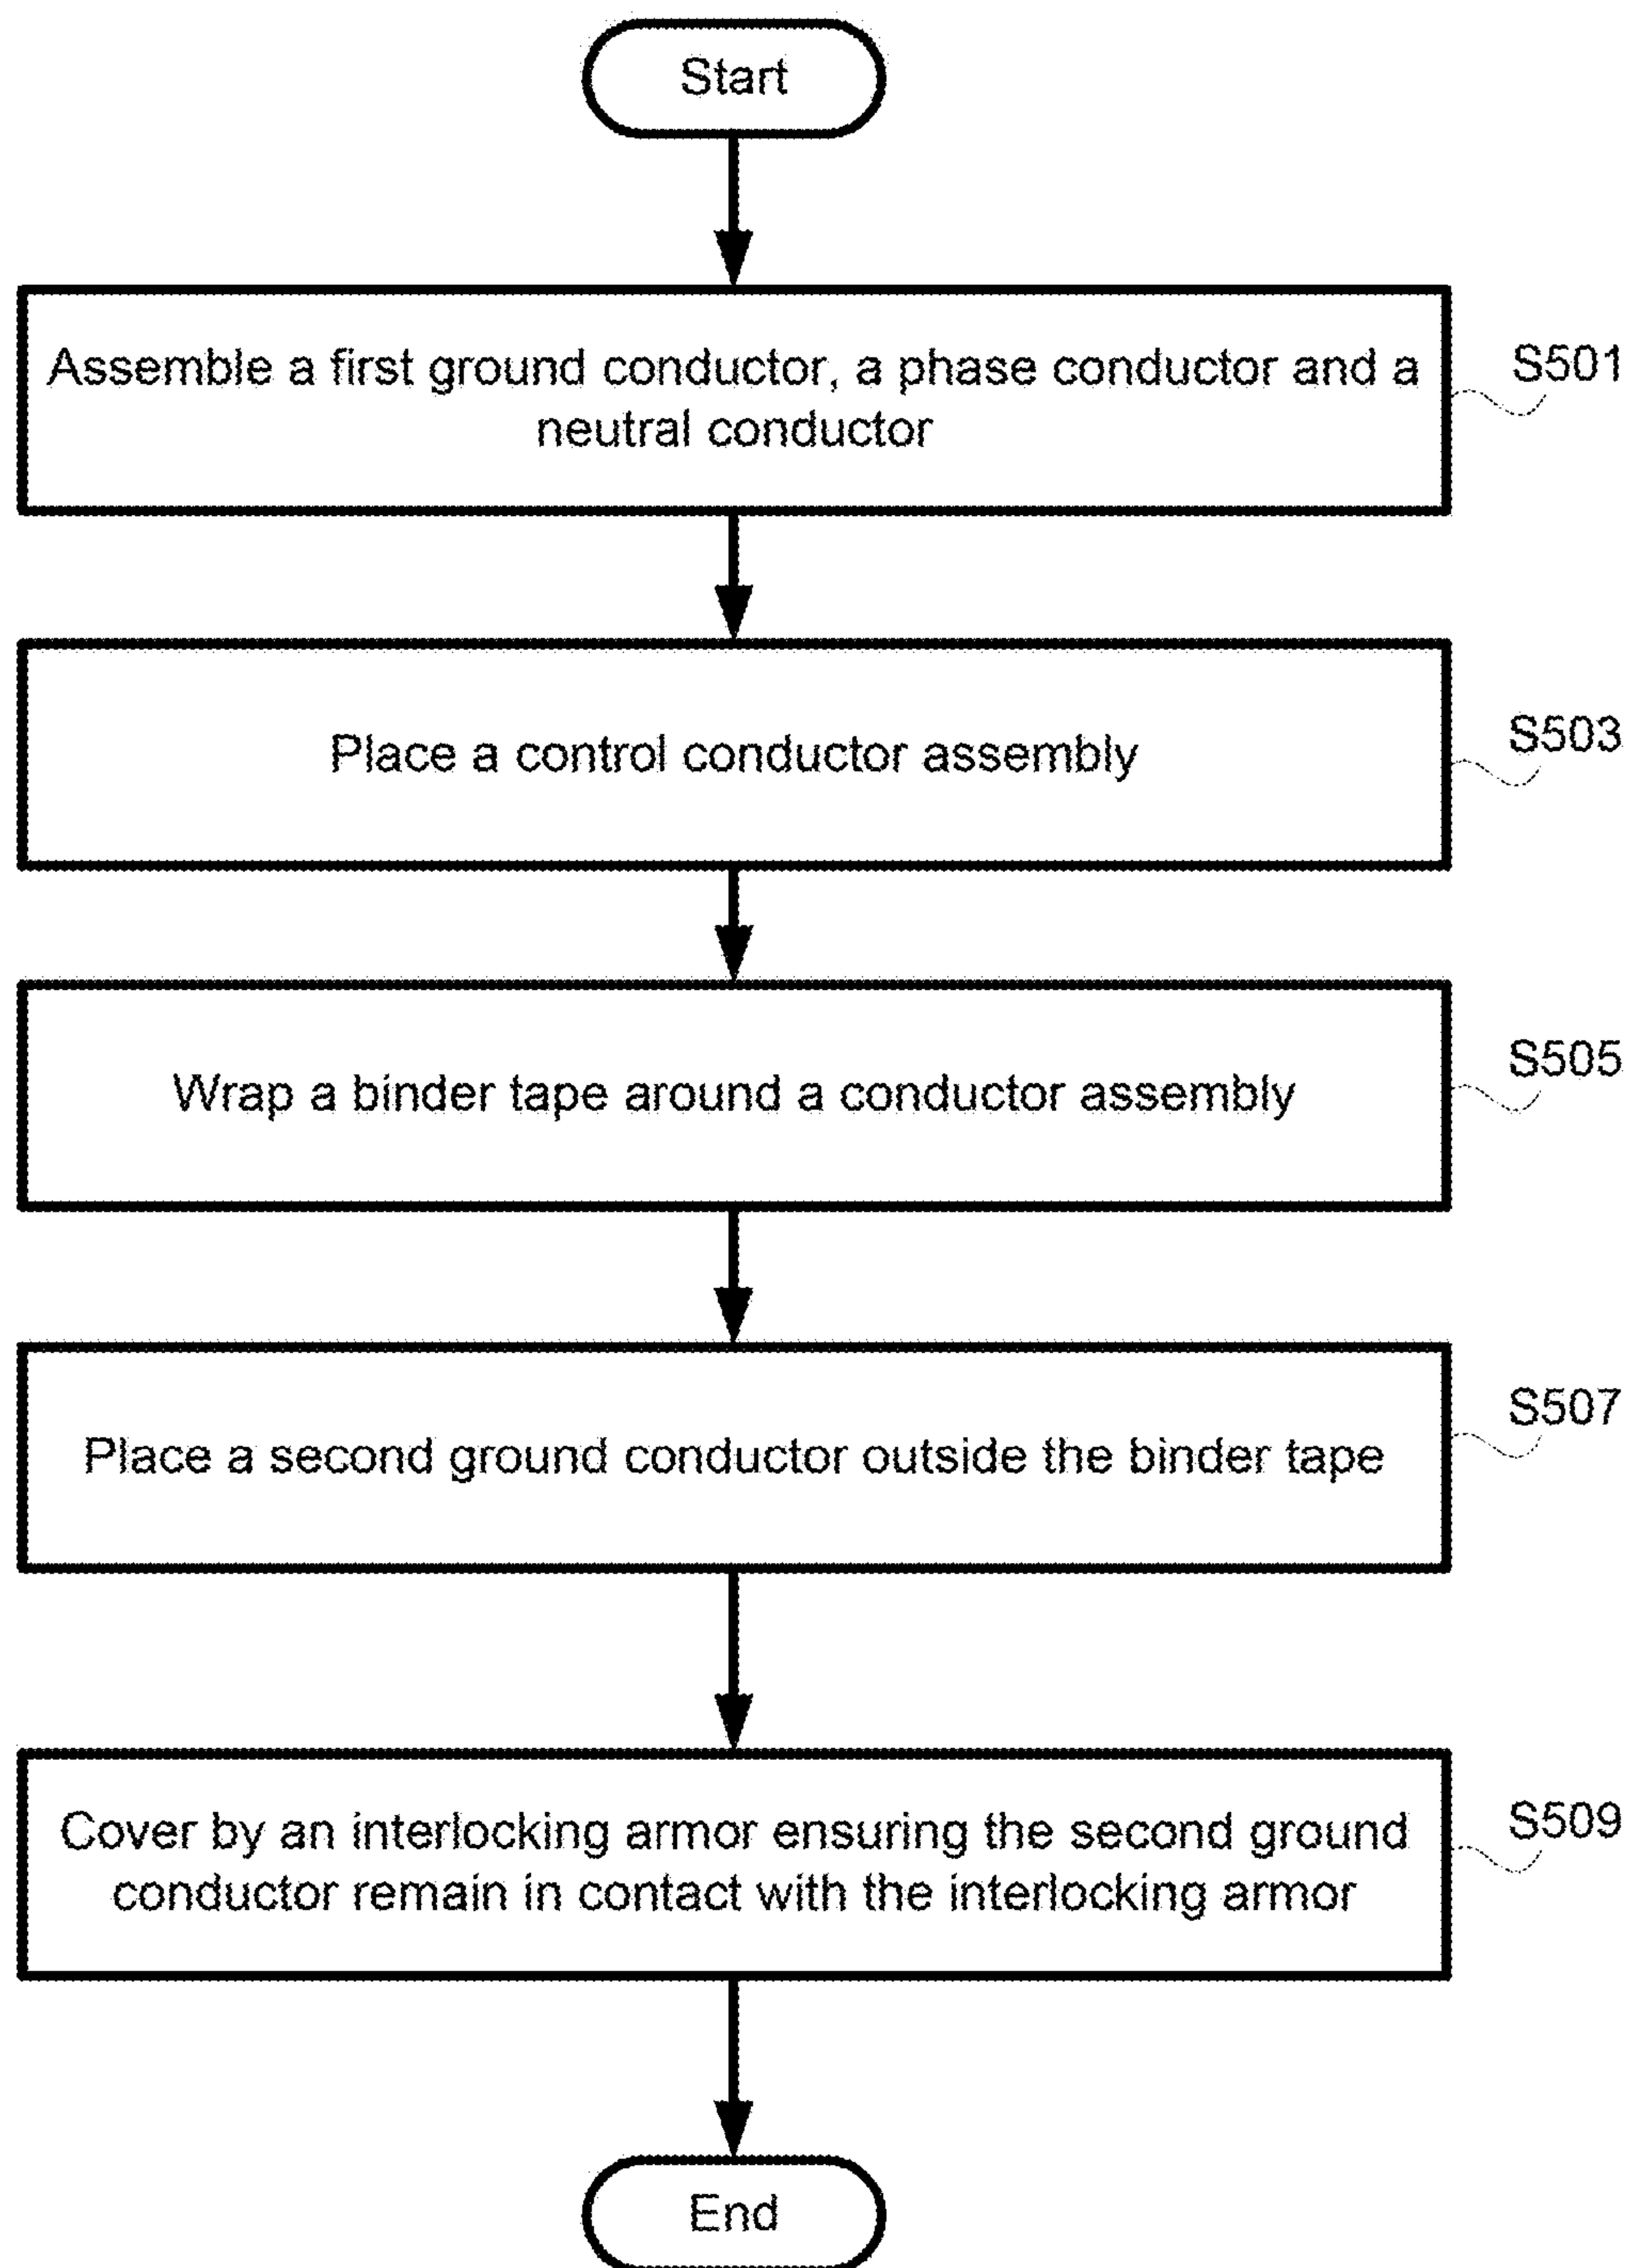 Start
Assemble a first ground conductor, a phase conductor and a
neutral conductor
S501
Place a control conductor assembly
S503
Wrap a binder tape around a conductor assembly
S505
Place a second ground conductor outside the binder tape
S507
Cover by an interlocking armor ensuring the second ground
conductor remain in contact with the interlocking armor
S509
End